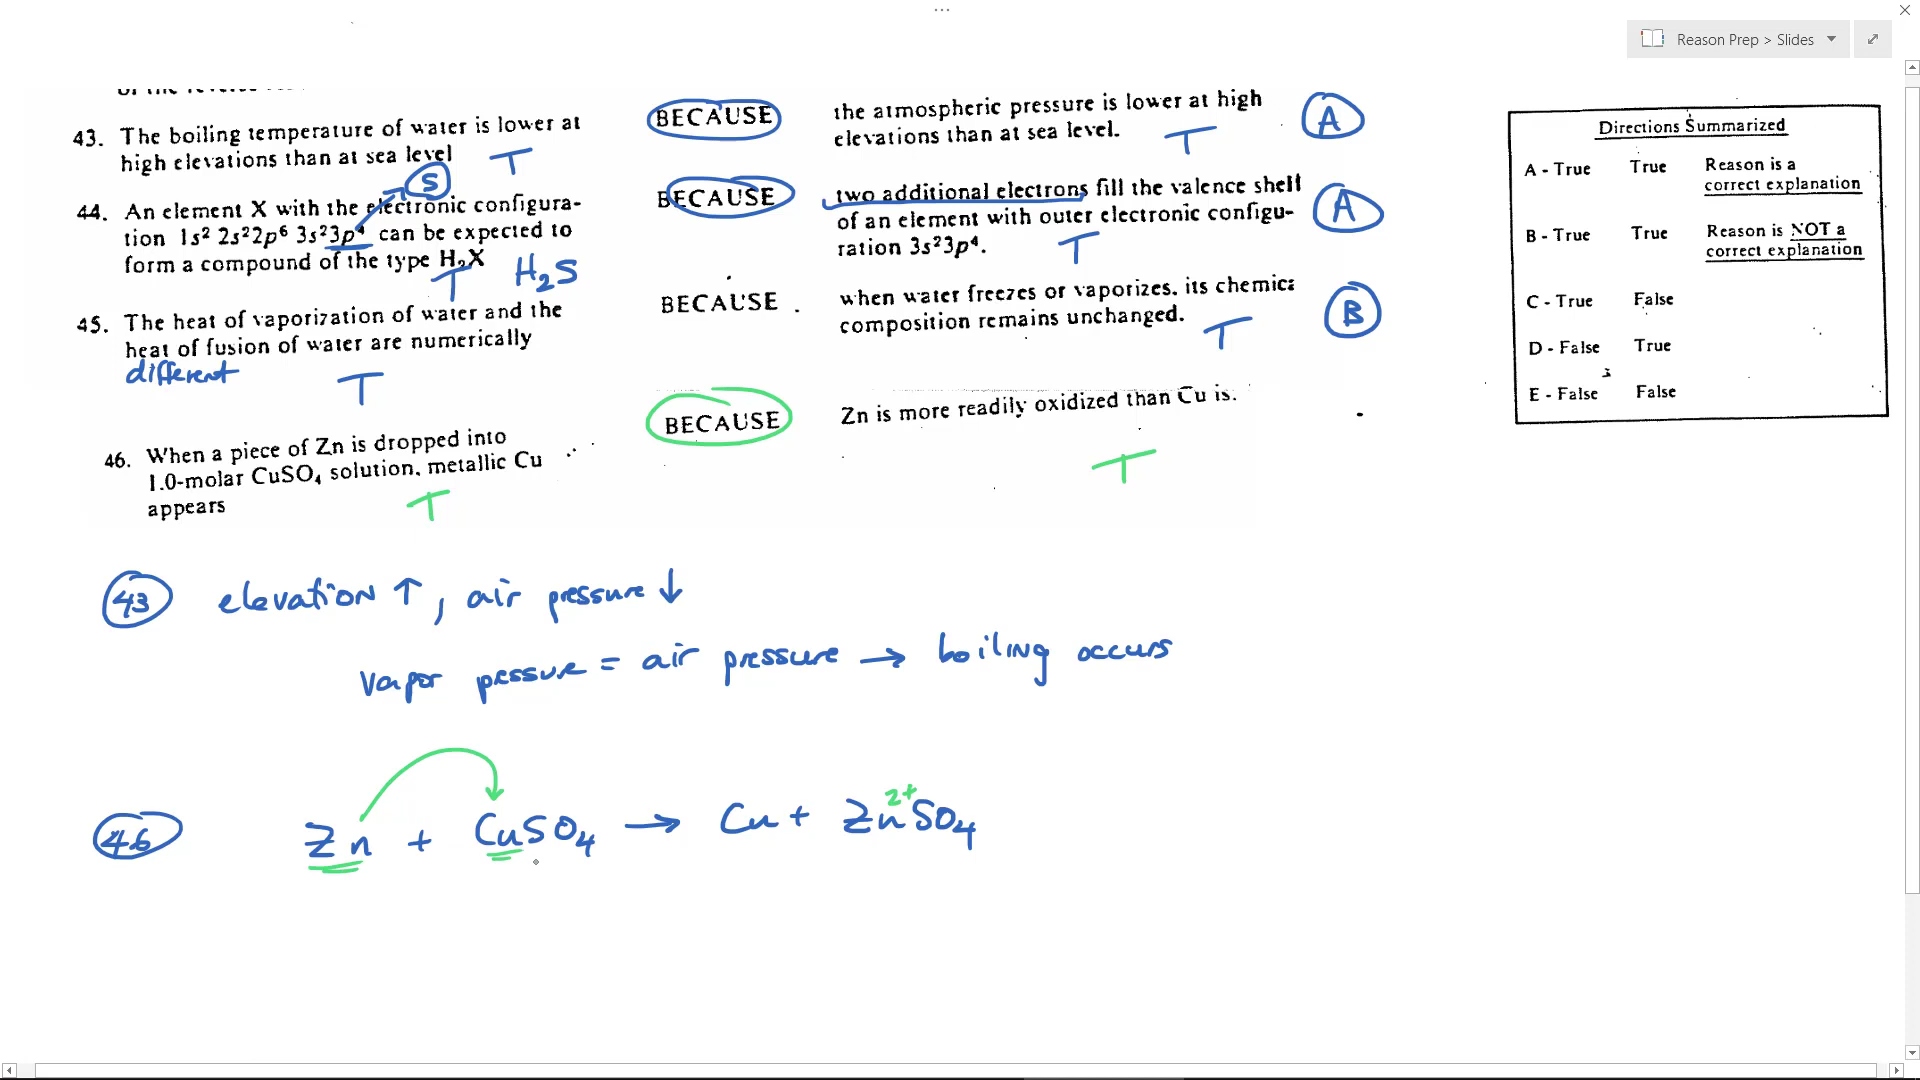 Reason Prep > Slides
43. The boiling temperature of water is lower at
high elevations than at sea level
T
BECAUSE
the atmospheric pressure is lower at high
elevations than at sea level.
T
A
S
44. An element X with the electronic configura-
tion 1s² 2s²2p⁶ 3s²3p⁴ can be expected to
form a compound of the type H₂X
T
H₂S
BECAUSE
two additional electrons fill the valence shell
of an element with outer electronic configu-
ration 3s²3p⁴.
T
A
45. The heat of vaporization of water and the
heat of fusion of water are numerically
different
T
BECAUSE
when water freezes or vaporizes, its chemica
composition remains unchanged.
T
B
46. When a piece of Zn is dropped into
1.0-molar CuSO₄ solution, metallic Cu
appears
T
BECAUSE
Zn is more readily oxidized than Cu is.
T
Directions Summarized
A - True True Reason is a
correct explanation
B - True True Reason is NOT a
correct explanation
C - True False
D - False True
E - False False
43 elevation ↑, air pressure ↓
vapor pressure = air pressure → boiling occurs
46 Zn + CuSO₄ → Cu + Zn²⁺SO₄